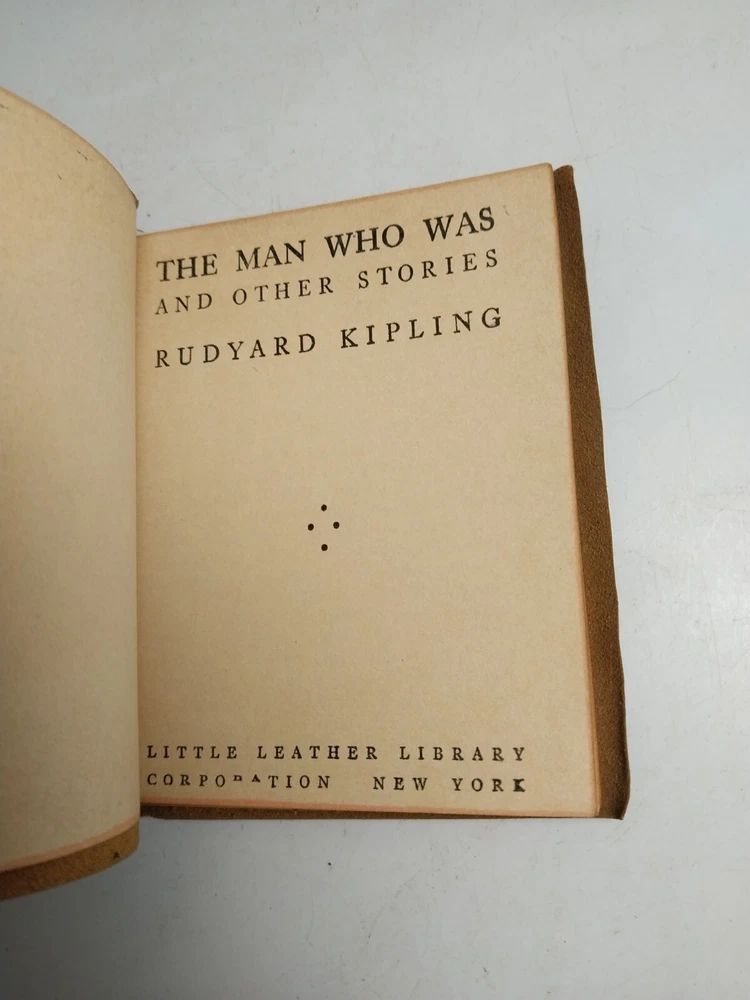 THE MAN WHO WAS
AND OTHER STORIES
RUDYARD KIPLING
LITTLE LEATHER LIBRARY
CORPORATION NEW YORK